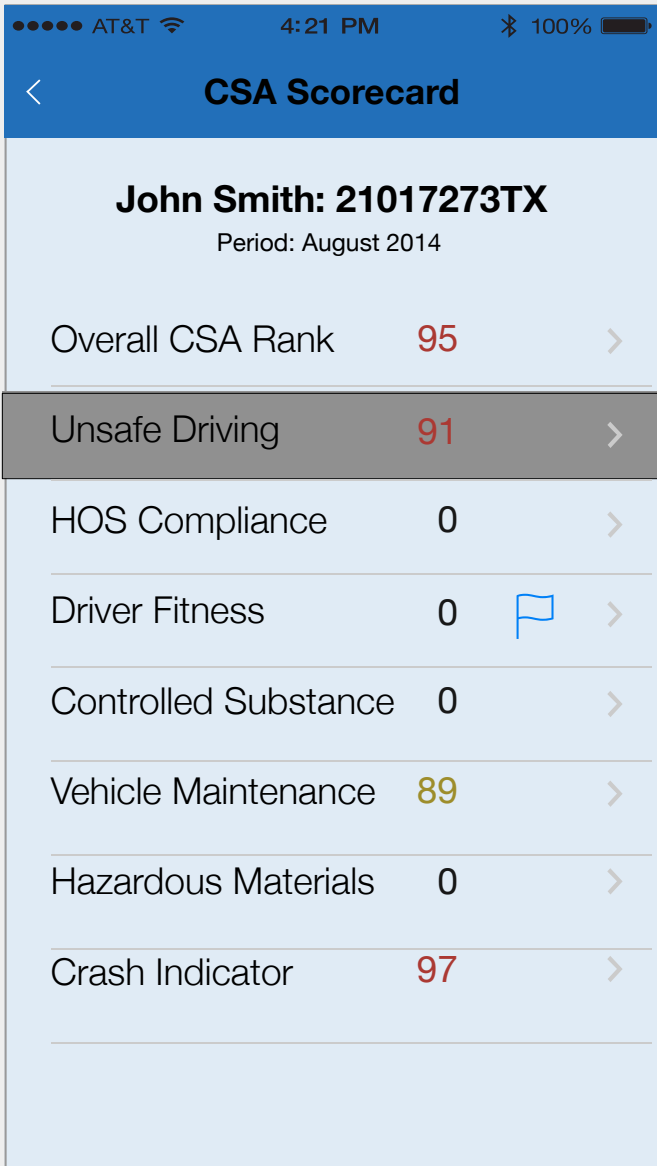 AT&T 4:21 PM 100%
CSA Scorecard
John Smith: 21017273TX
Period: August 2014
Overall CSA Rank 95
Unsafe Driving 91
HOS Compliance 0
Driver Fitness 0
Controlled Substance 0
Vehicle Maintenance 89
Hazardous Materials 0
Crash Indicator 97